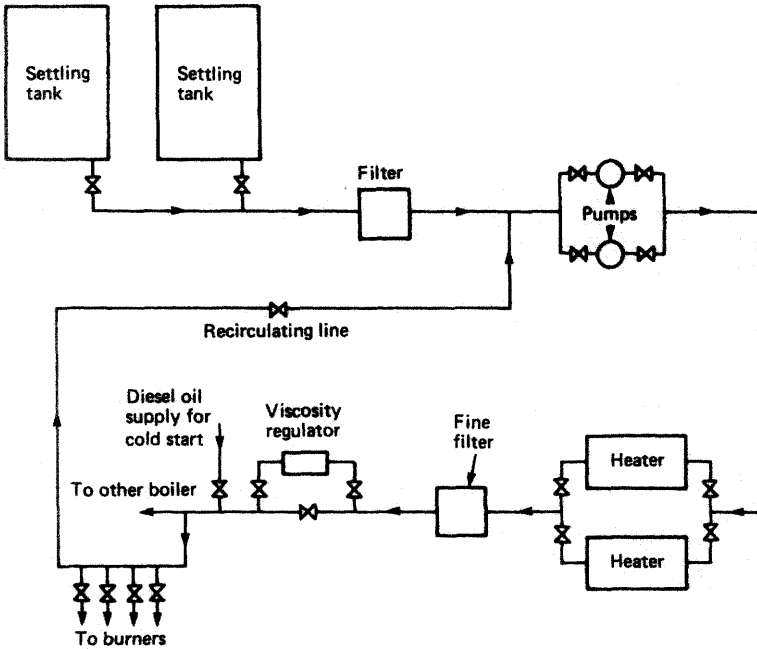 Settling
tank
Settling
tank
Filter
Pumps
Recirculating line
Diesel oil
supply for
cold start
Viscosity
regulator
Fine
filter
Heater
To other boiler
Heater
To burners